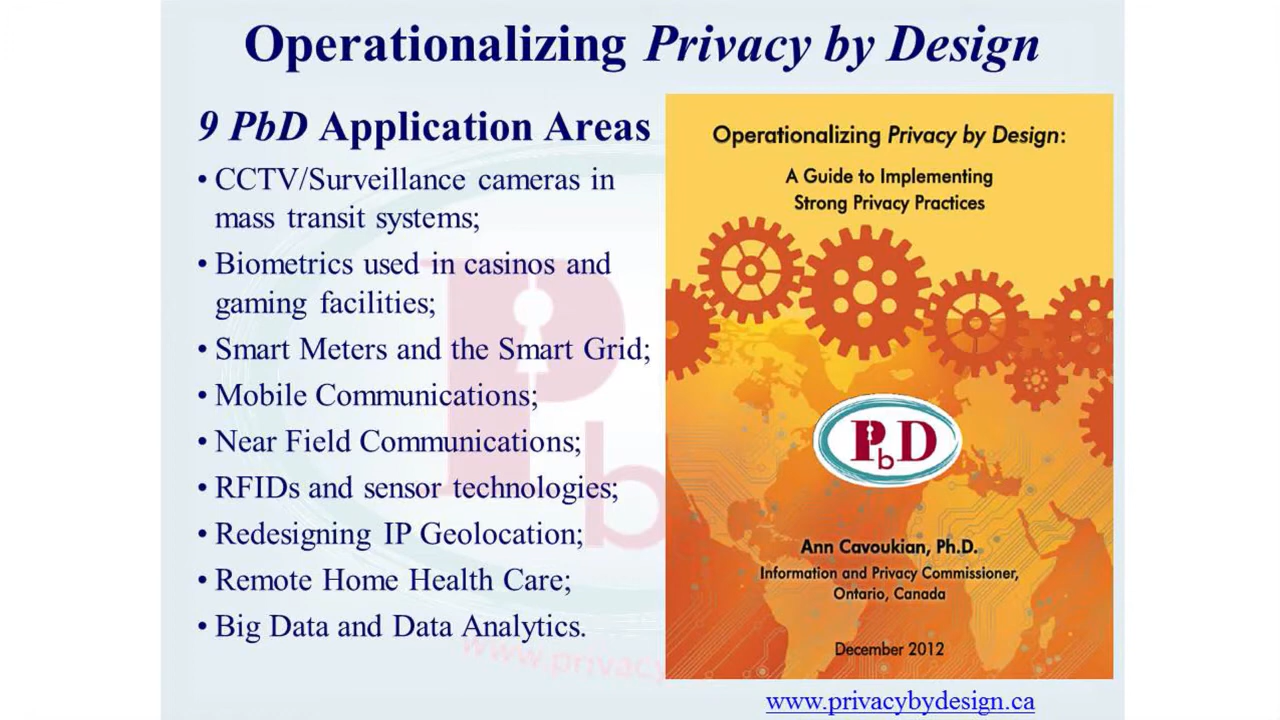 Operationalizing Privacy by Design
9 PbD Application Areas
• CCTV/Surveillance cameras in
mass transit systems;
• Biometrics used in casinos and
gaming facilities;
• Smart Meters and the Smart Grid;
• Mobile Communications;
• Near Field Communications;
• RFIDs and sensor technologies;
• Redesigning IP Geolocation;
• Remote Home Health Care;
• Big Data and Data Analytics.
Operationalizing Privacy by Design:
A Guide to Implementing
Strong Privacy Practices
PbD
Ann Cavoukian, Ph.D.
Information and Privacy Commissioner,
Ontario, Canada
December 2012
www.privacybydesign.ca
Pb
www.privacy